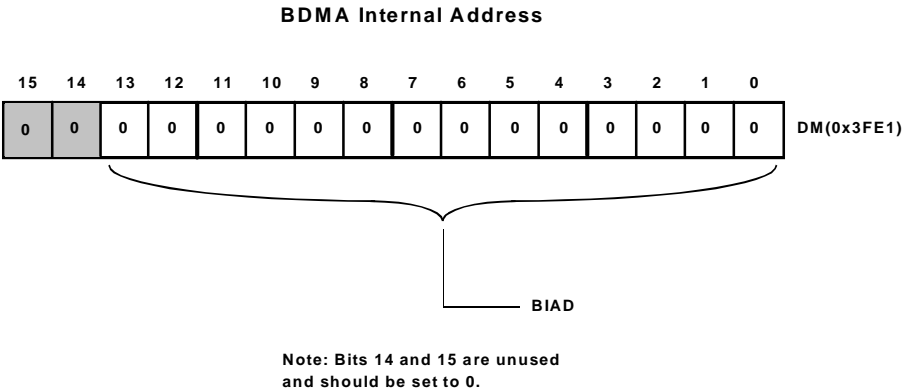 BDMA Internal Address
15 14 13 12 11 10 9 8 7 6 5 4 3 2 1 0
0 0 0 0 0 0 0 0 0 0 0 0 0 0 0 0 DM(0x3FE1)
BIAD
Note: Bits 14 and 15 are unused
and should be set to 0.